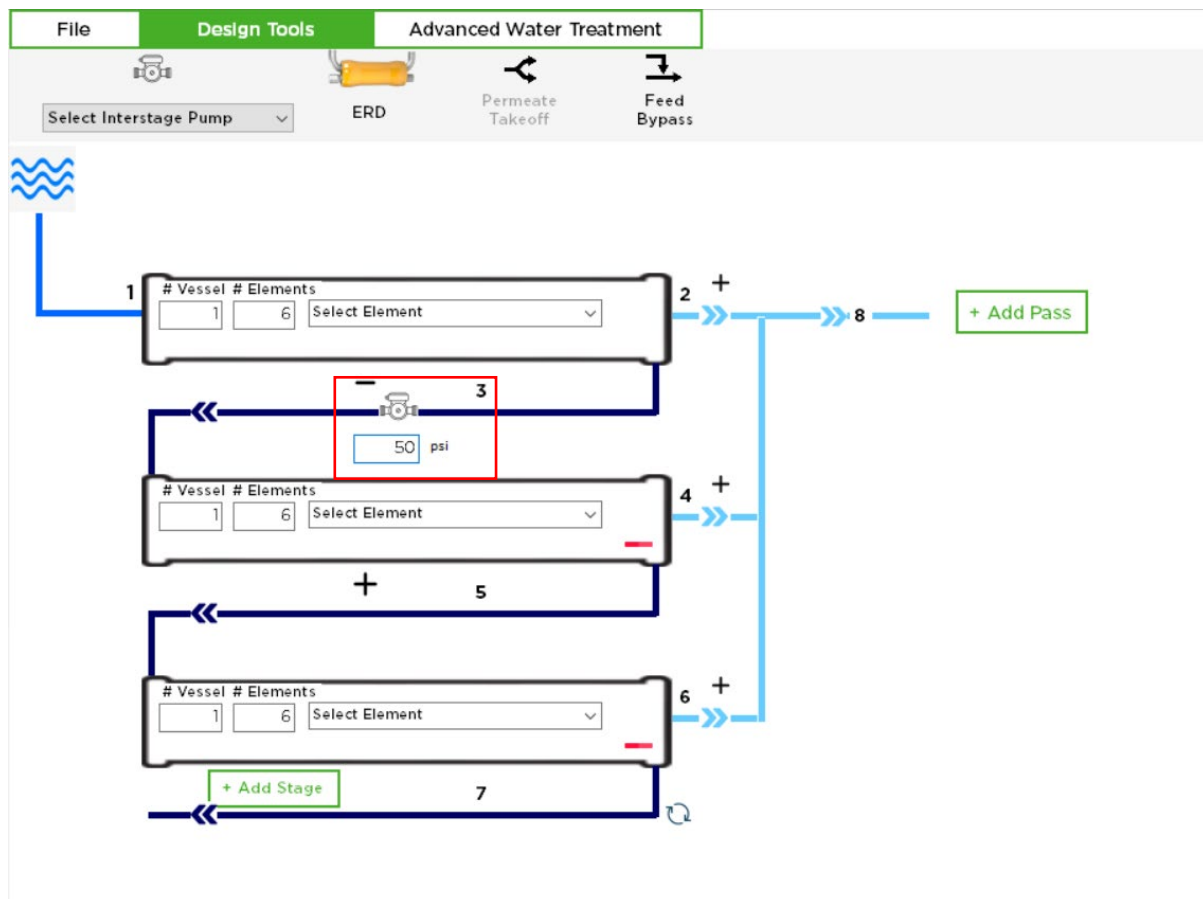 File Design Tools Advanced Water Treatment
Select Interstage Pump
ERD
Permeate
Takeoff
Feed
Bypass
1
# Vessel # Elements
1 6 Select Element
2 +
8
+ Add Pass
−
3
50 psi
# Vessel # Elements
1 6 Select Element
4 +
+
5
# Vessel # Elements
1 6 Select Element
6 +
+ Add Stage
7